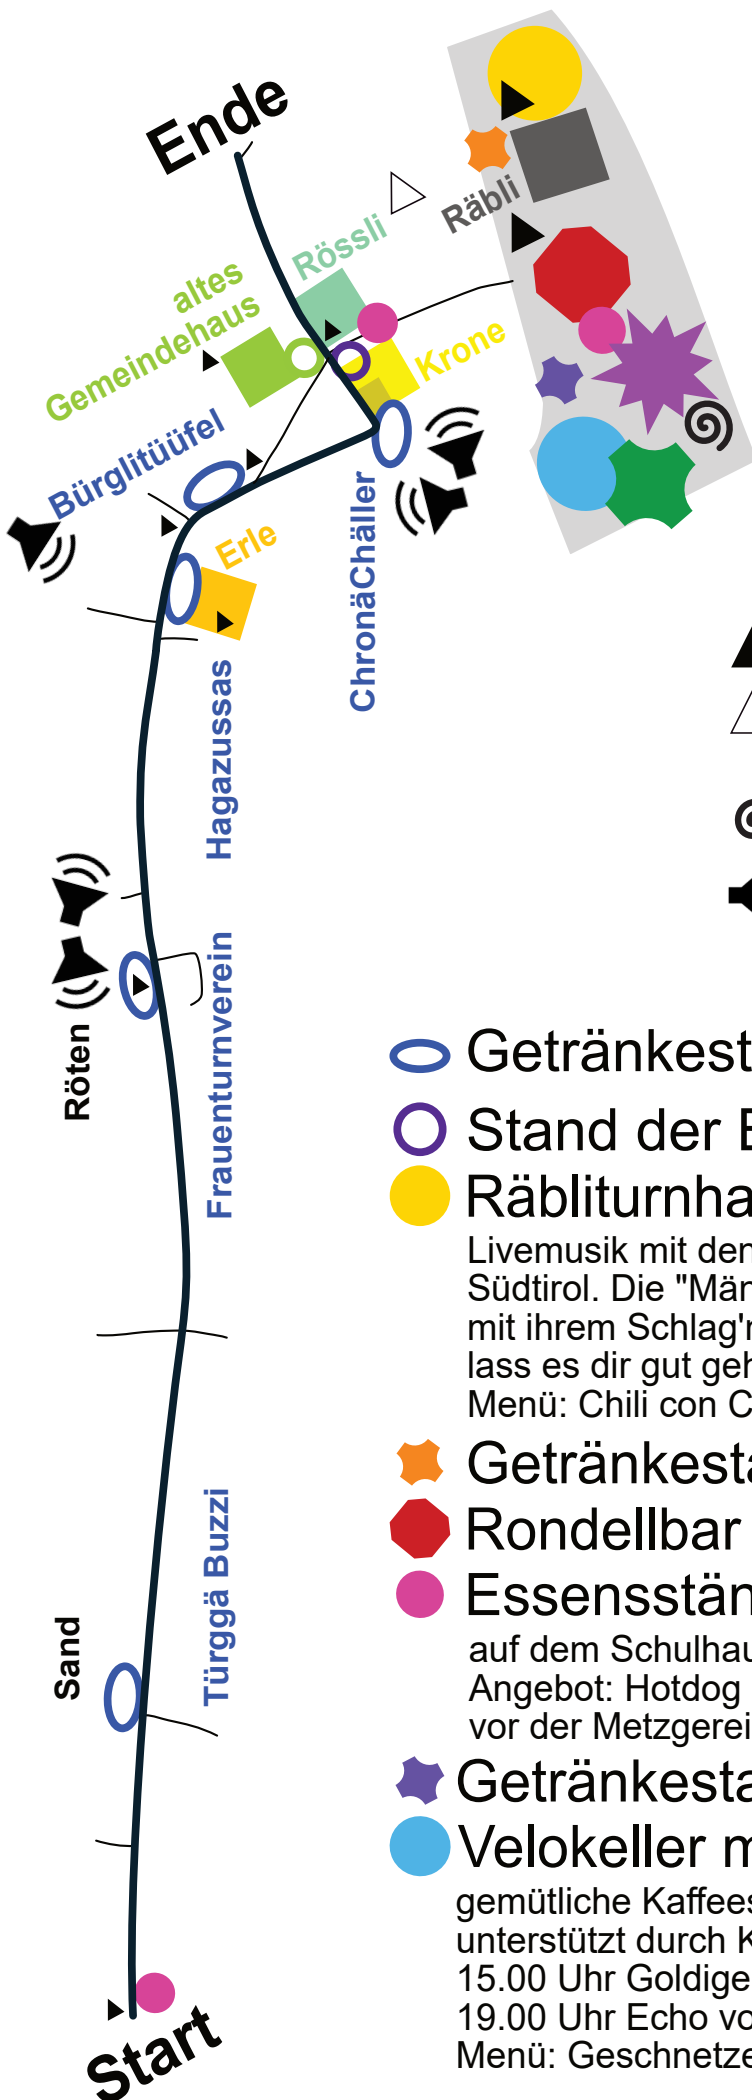 Ende
Räbli
Rössli
altes
Gemeindehaus
Krone
Bürglitüüfel
Erle
ChronäChäller
Hagazussas
Frauenturnverein
Röten
Getränkest
Stand der
Räbliturnha
Livemusik mit den
Südtirol. Die "Män
mit ihrem Schlag'r
lass es dir gut geh
Menü: Chili con C
Getränkesta
Rondellbar
Essensstän
auf dem Schulhau
Angebot: Hotdog
vor der Metzgerei
Türggä Buzzi
Sand
Getränkesta
Velokeller m
gemütliche Kaffees
unterstützt durch K
15.00 Uhr Goldige
19.00 Uhr Echo vo
Menü: Geschnetze
Start